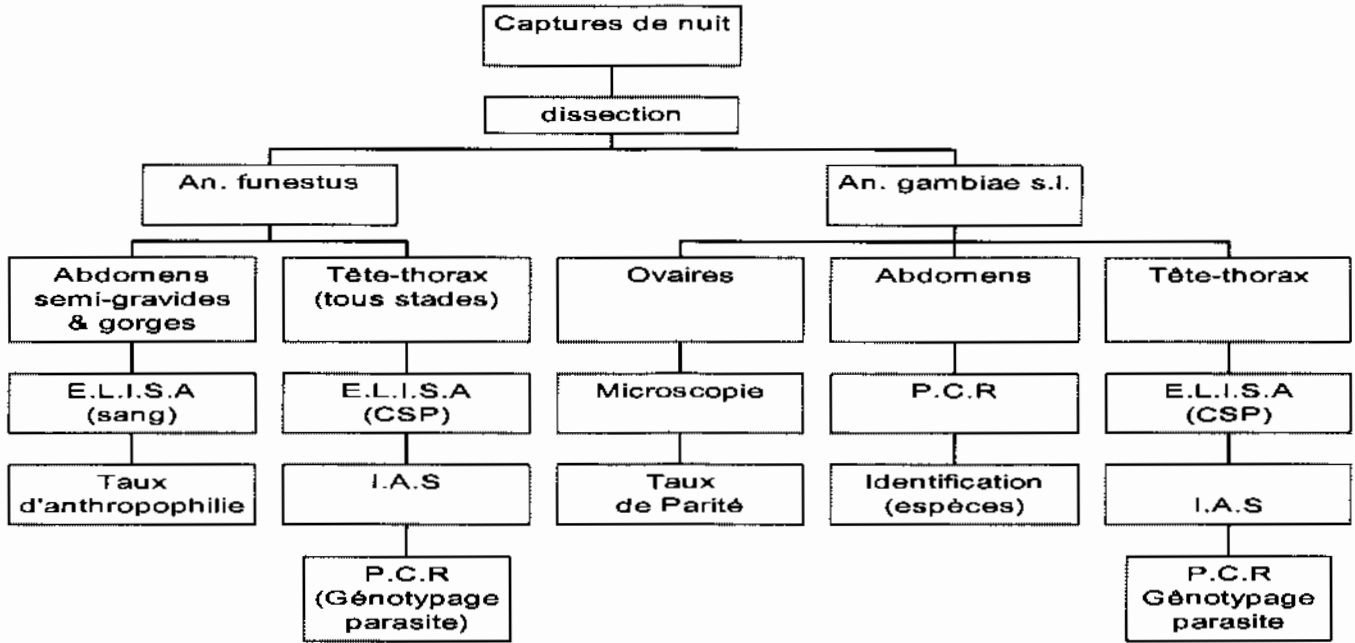 Captures de nuit
dissection
An. funestus
An. gambiae s.l.
Abdomens
semi-gravides
& gorges
Tête-thorax
(tous stades)
Ovaires
Abdomens
Tête-thorax
E.L.I.S.A
(sang)
E.L.I.S.A
(CSP)
Microscopie
P.C.R
E.L.I.S.A
(CSP)
Taux
d'anthropophilie
I.A.S
Taux
de Parité
Identification
(espèces)
I.A.S
P.C.R
(Génotypage
parasite)
P.C.R
Génotypage
parasite